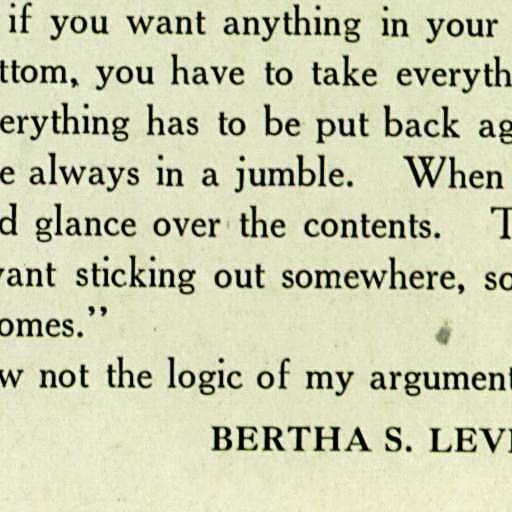 if you want anything in your
ttom, you have to take everyth
erything has to be put back ag
e always in a jumble. When
d glance over the contents. T
vant sticking out somewhere, so
omes.”
w not the logic of my argument
BERTHA S. LEVI